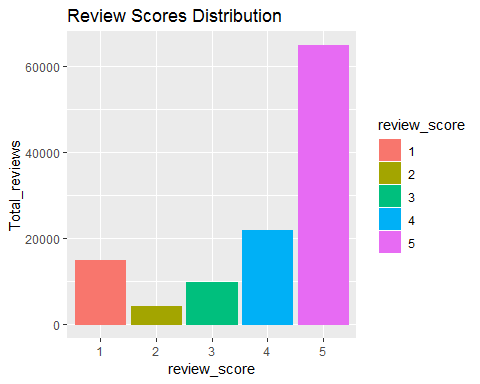 Review Scores Distribution
60000
40000
20000
0
Total_reviews
1 2 3 4 5
review_score
review_score
1
2
3
4
5